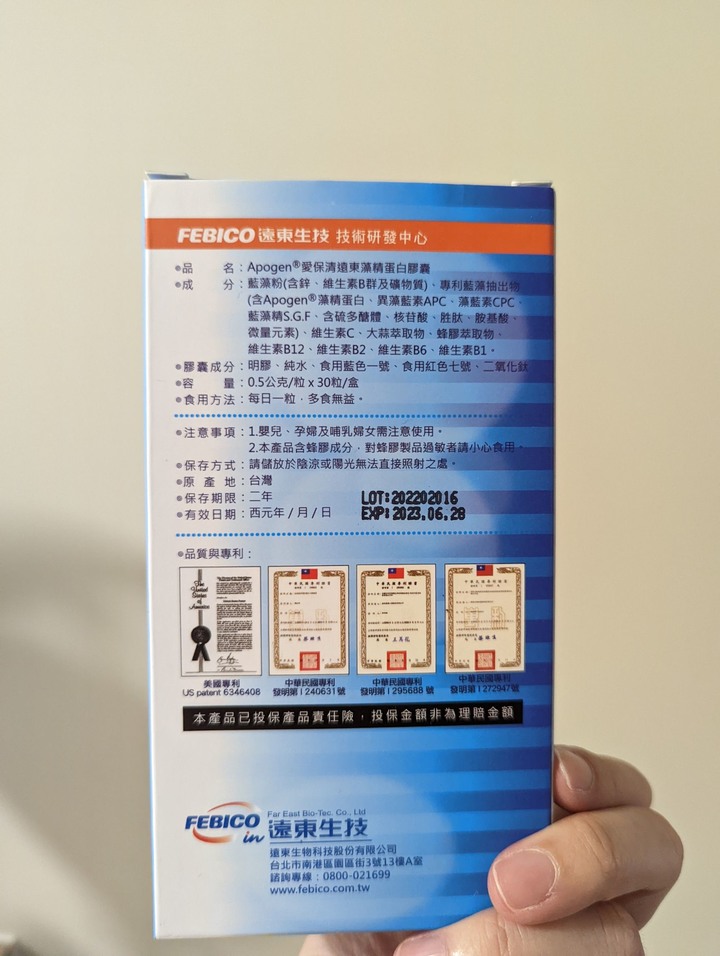 FEBICO 遠東生技 技術研發中心
●品　　名：Apogen®愛保清遠東藻精蛋白膠囊
●成　　分：藍藻粉(含鋅、維生素B群及礦物質)、專利藍藻抽出物
(含Apogen®藻精蛋白、異藻藍素APC、藻藍素CPC、
藍藻精S.G.F、含硫多醣體、核苷酸、胜肽、胺基酸、
微量元素)、維生素C、大蒜萃取物、蜂膠萃取物、
維生素B12、維生素B2、維生素B6、維生素B1。
●膠囊成分：明膠、純水、食用藍色一號、食用紅色七號、二氧化鈦
●容　　量：0.5公克/粒 x 30粒/盒
●食用方法：每日一粒，多食無益。
●注意事項：1.嬰兒、孕婦及哺乳婦女需注意使用。
2.本產品含蜂膠成分，對蜂膠製品過敏者請小心食用。
●保存方式：請儲放於陰涼或陽光無法直接照射之處。
●原 產 地：台灣
●保存期限：二年
●有效日期：西元年/月/日
LOT:202202016
EXP:2023.06.28
●品質與專利：
The
United
States
of
America
美國專利
US patent 6346408
中華民國專利
發明第I 240631號
中華民國專利
發明第I 295688 號
中華民國專利
發明第I 272947號
本產品已投保產品責任險，投保金額非為理賠金額
FEBICO in
Far East Bio-Tec. Co., Ltd
遠東生技
遠東生物科技股份有限公司
台北市南港區園區街3號13樓A室
諮詢專線：0800-021699
www.febico.com.tw